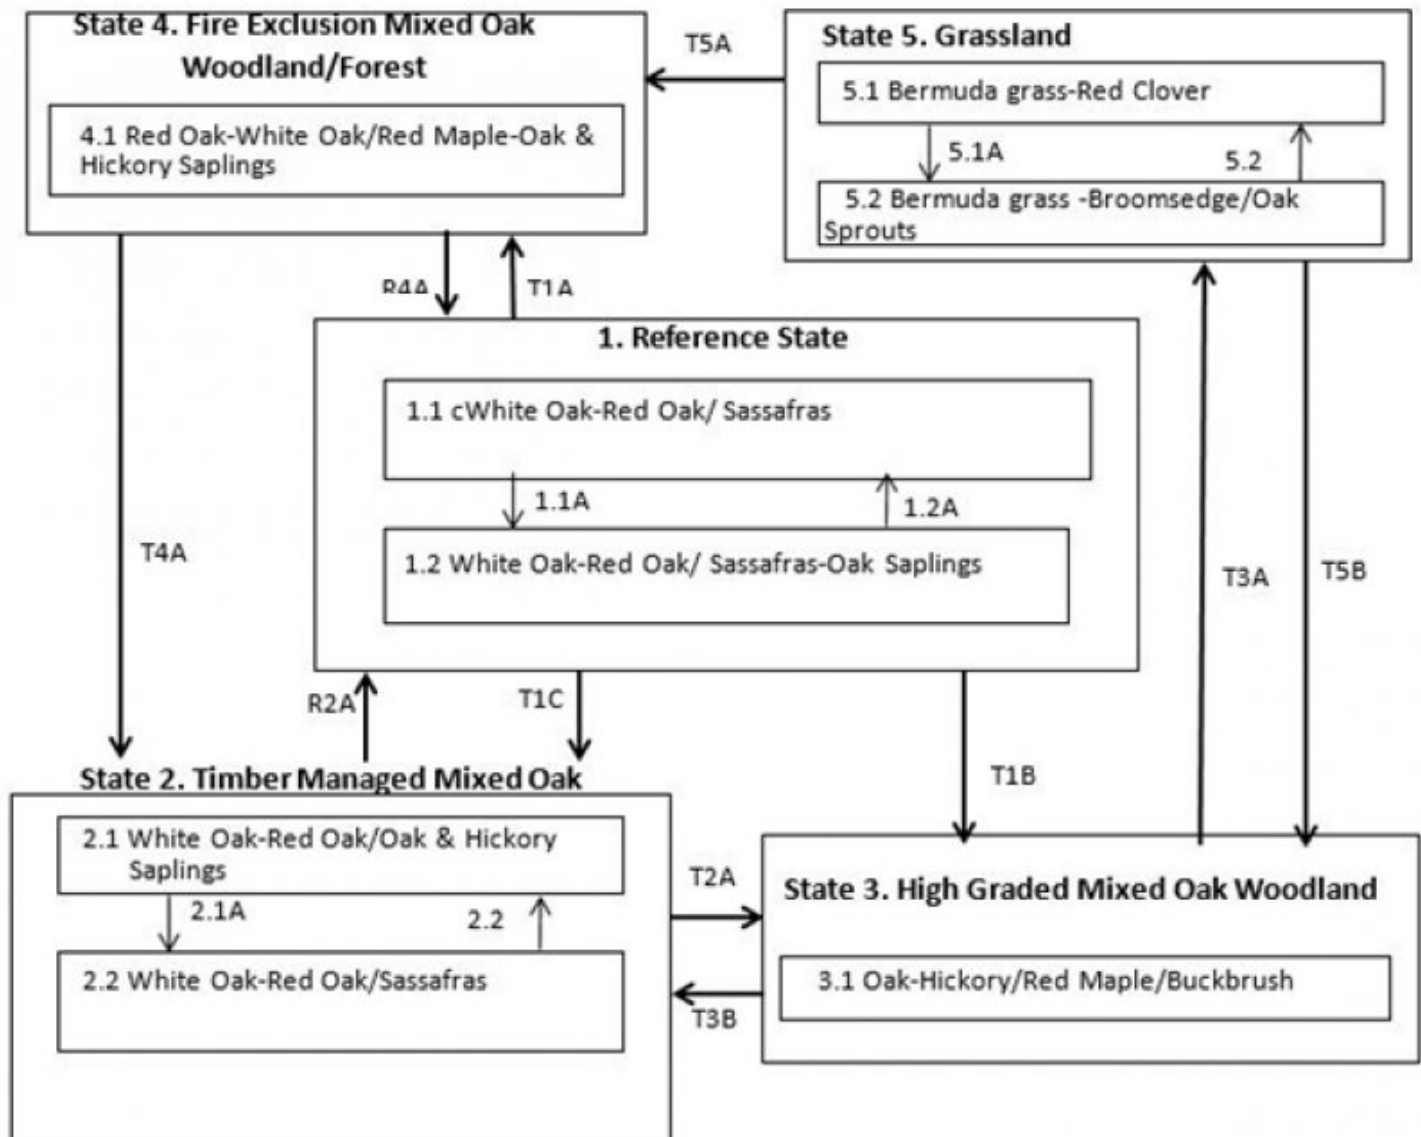 State 4. Fire Exclusion Mixed Oak
Woodland/Forest
4.1 Red Oak-White Oak/Red Maple-Oak &
Hickory Saplings
T5A
State 5. Grassland
5.1 Bermuda grass-Red Clover
5.1A
5.2
5.2 Bermuda grass -Broomsedge/Oak
Sprouts
R4A
T1A
1. Reference State
1.1 cWhite Oak-Red Oak/ Sassafras
1.1A
1.2A
1.2 White Oak-Red Oak/ Sassafras-Oak Saplings
T4A
T3A
T5B
R2A
T1C
T1B
State 2. Timber Managed Mixed Oak
2.1 White Oak-Red Oak/Oak & Hickory
Saplings
2.1A
2.2
2.2 White Oak-Red Oak/Sassafras
T2A
T3B
State 3. High Graded Mixed Oak Woodland
3.1 Oak-Hickory/Red Maple/Buckbrush